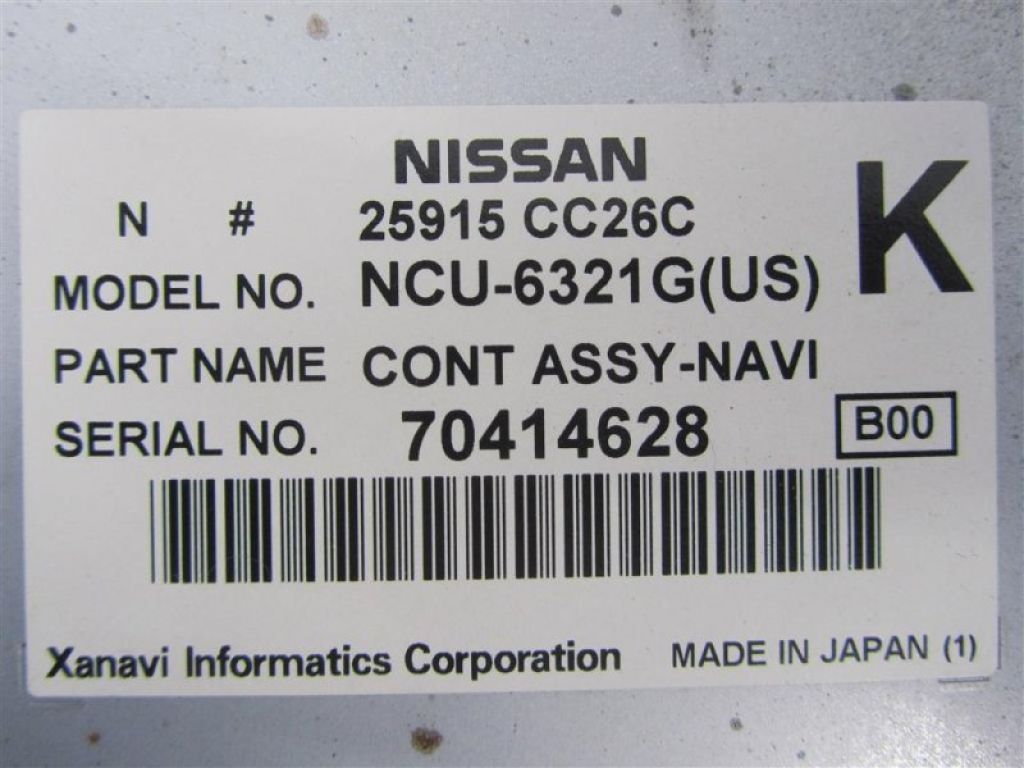 NISSAN
N # 25915 CC26C
K
MODEL NO. NCU-6321G(US)
PART NAME CONT ASSY-NAVI
SERIAL NO. 70414628
B00
Xanavi Informatics Corporation MADE IN JAPAN (1)